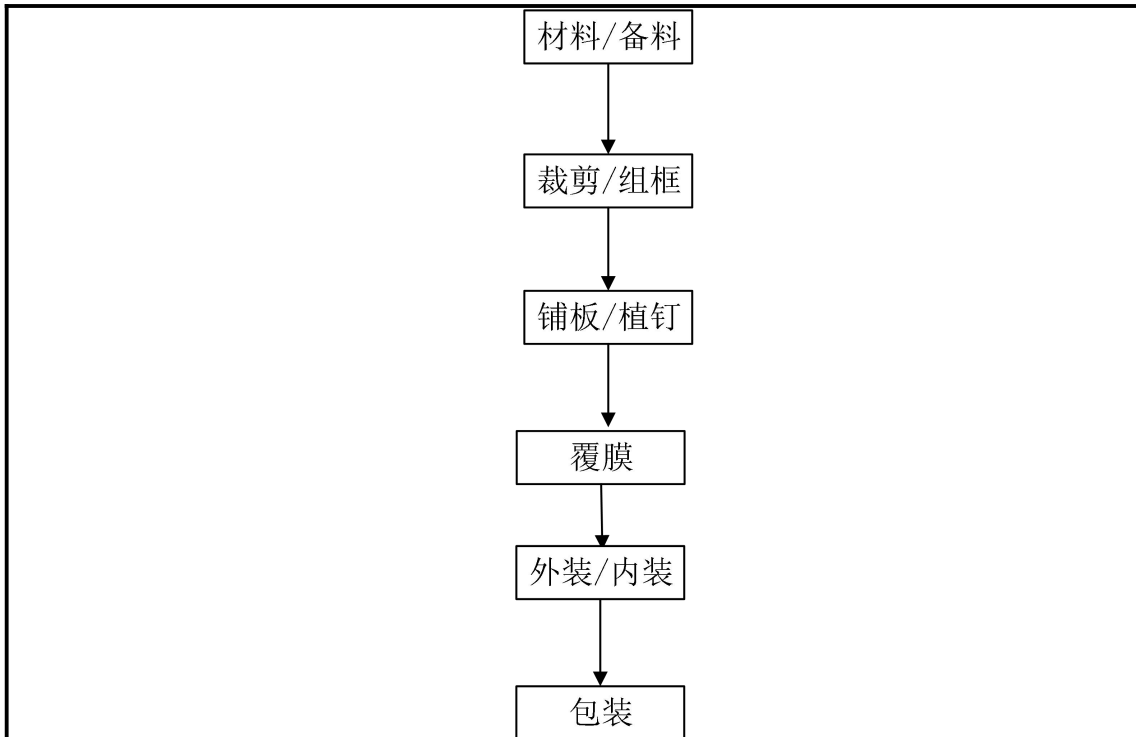 材料/备料
裁剪/组框
铺板/植钉
覆膜
外装/内装
包装